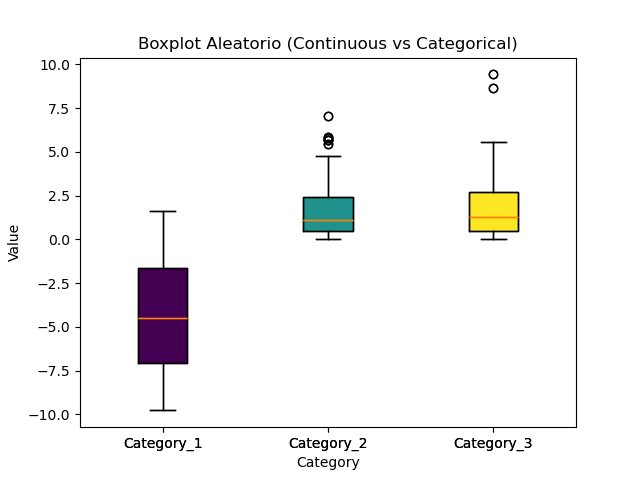 Boxplot Aleatorio (Continuous vs Categorical)
10.0
7.5
5.0
2.5
0.0
−2.5
−5.0
−7.5
−10.0
Value
Category_1 Category_2 Category_3
Category